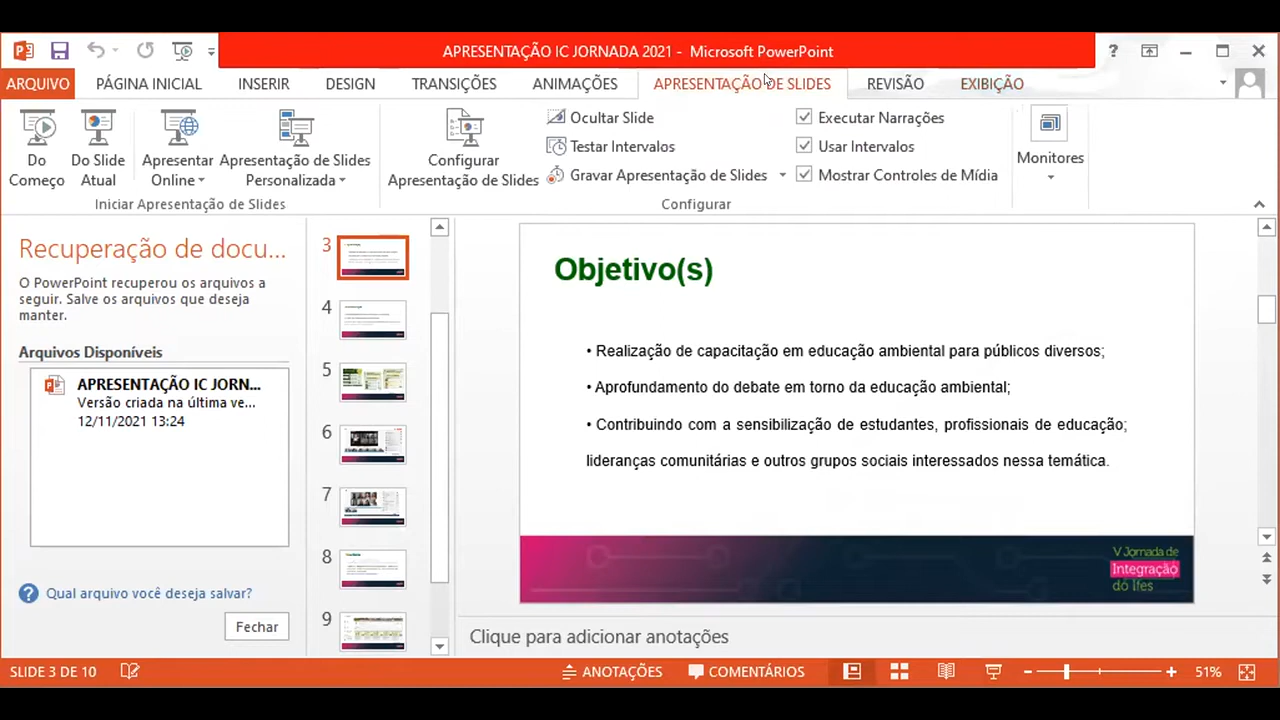 APRESENTAÇÃO IC JORNADA 2021 - Microsoft PowerPoint
?
ARQUIVO PÁGINA INICIAL INSERIR DESIGN TRANSIÇÕES ANIMAÇÕES APRESENTAÇÃO DE SLIDES REVISÃO EXIBIÇÃO
Do Começo
Do Slide Atual
Apresentar Online
Apresentação de Slides Personalizada
Iniciar Apresentação de Slides
Configurar Apresentação de Slides
Ocultar Slide
Testar Intervalos
Gravar Apresentação de Slides
Executar Narrações
Usar Intervalos
Mostrar Controles de Mídia
Configurar
Monitores
Recuperação de docu...
O PowerPoint recuperou os arquivos a
seguir. Salve os arquivos que deseja
manter.
Arquivos Disponíveis
APRESENTAÇÃO IC JORN...
Versão criada na última ve...
12/11/2021 13:24
Qual arquivo você deseja salvar?
Fechar
3
4
5
6
7
8
9
Objetivo(s)
• Realização de capacitação em educação ambiental para públicos diversos;
• Aprofundamento do debate em torno da educação ambiental;
• Contribuindo com a sensibilização de estudantes, profissionais de educação;
lideranças comunitárias e outros grupos sociais interessados nessa temática.
V Jornada de
Integração
do Ifes
Clique para adicionar anotações
SLIDE 3 DE 10 ANOTAÇÕES COMENTÁRIOS 51%